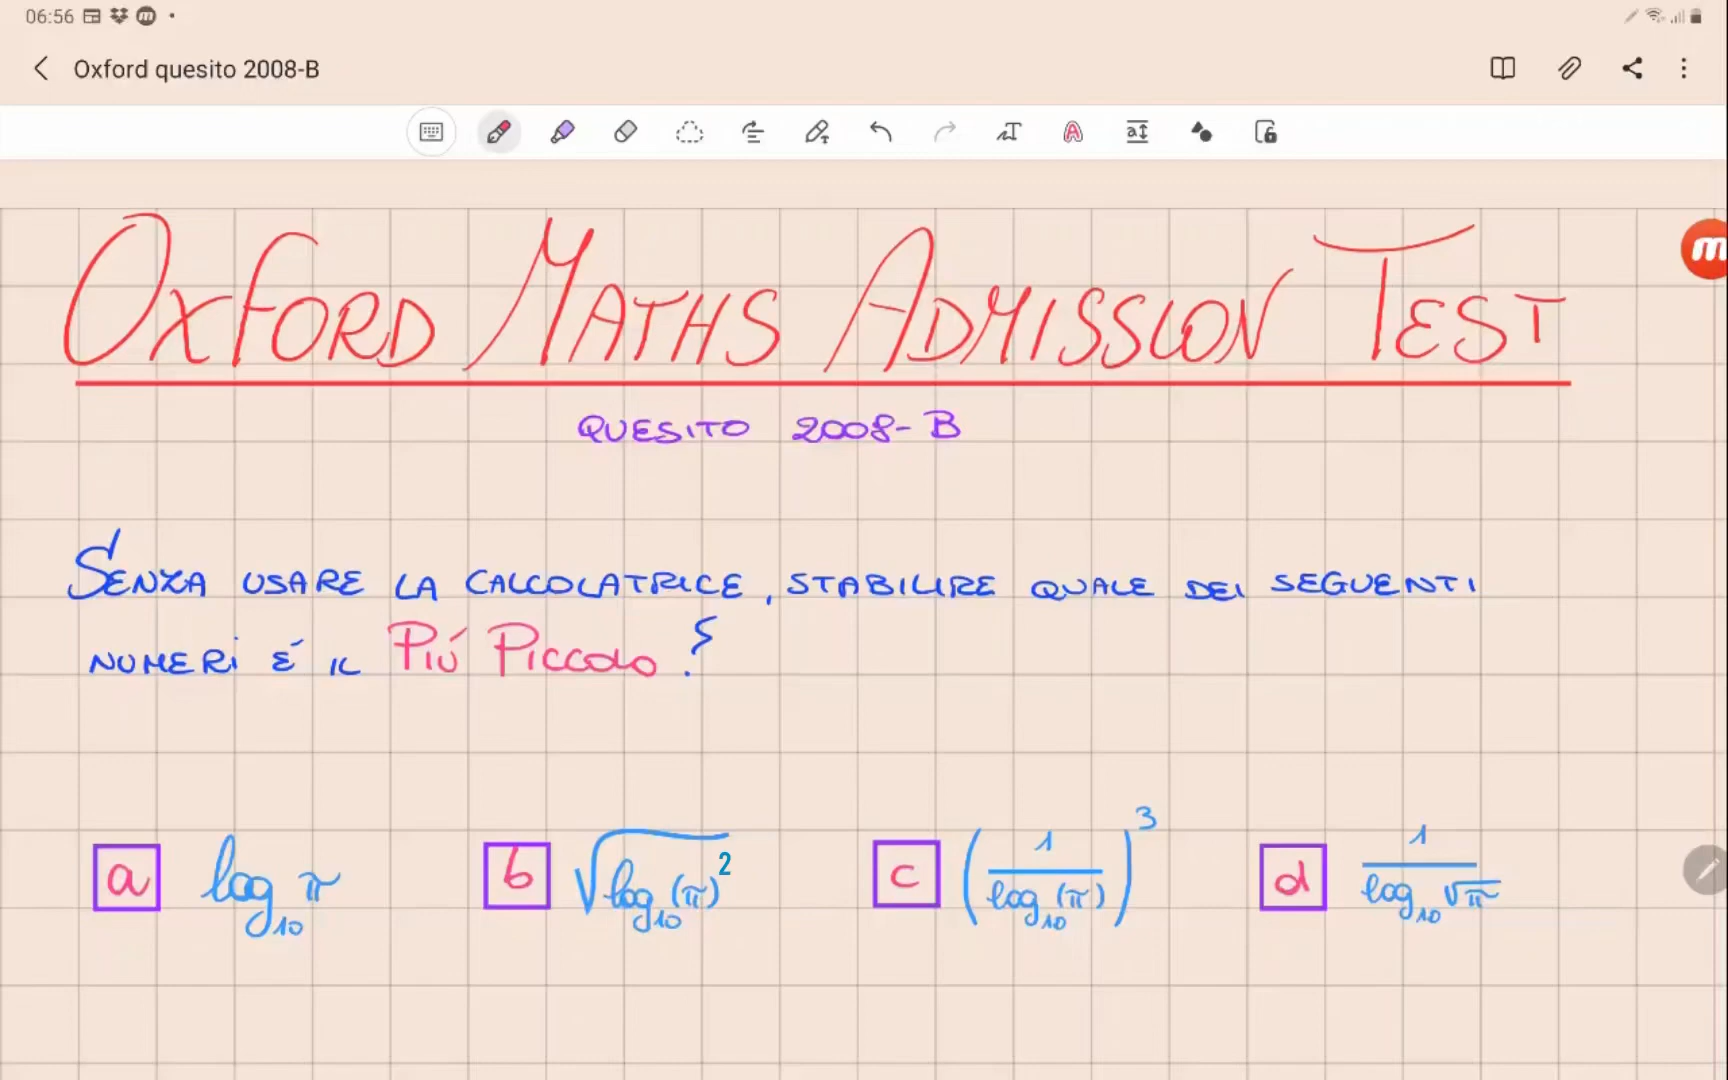 06:56
Oxford quesito 2008-B
OXFORD MATHS ADMISSION TEST
QUESITO 2008-B
SENZA USARE LA CALCOLATRICE, STABILIRE QUALE DEI SEGUENTI
NUMERI É IL PIÚ PICCOLO?
a log₁₀ π b √log₁₀(π)² c (1/log₁₀(π))³ d 1/log₁₀√π